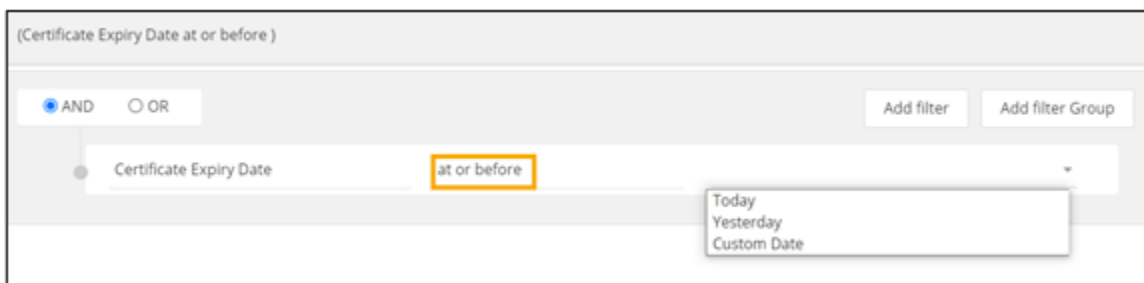 (Certificate Expiry Date at or before )
AND OR Add filter Add filter Group
Certificate Expiry Date at or before
Today
Yesterday
Custom Date